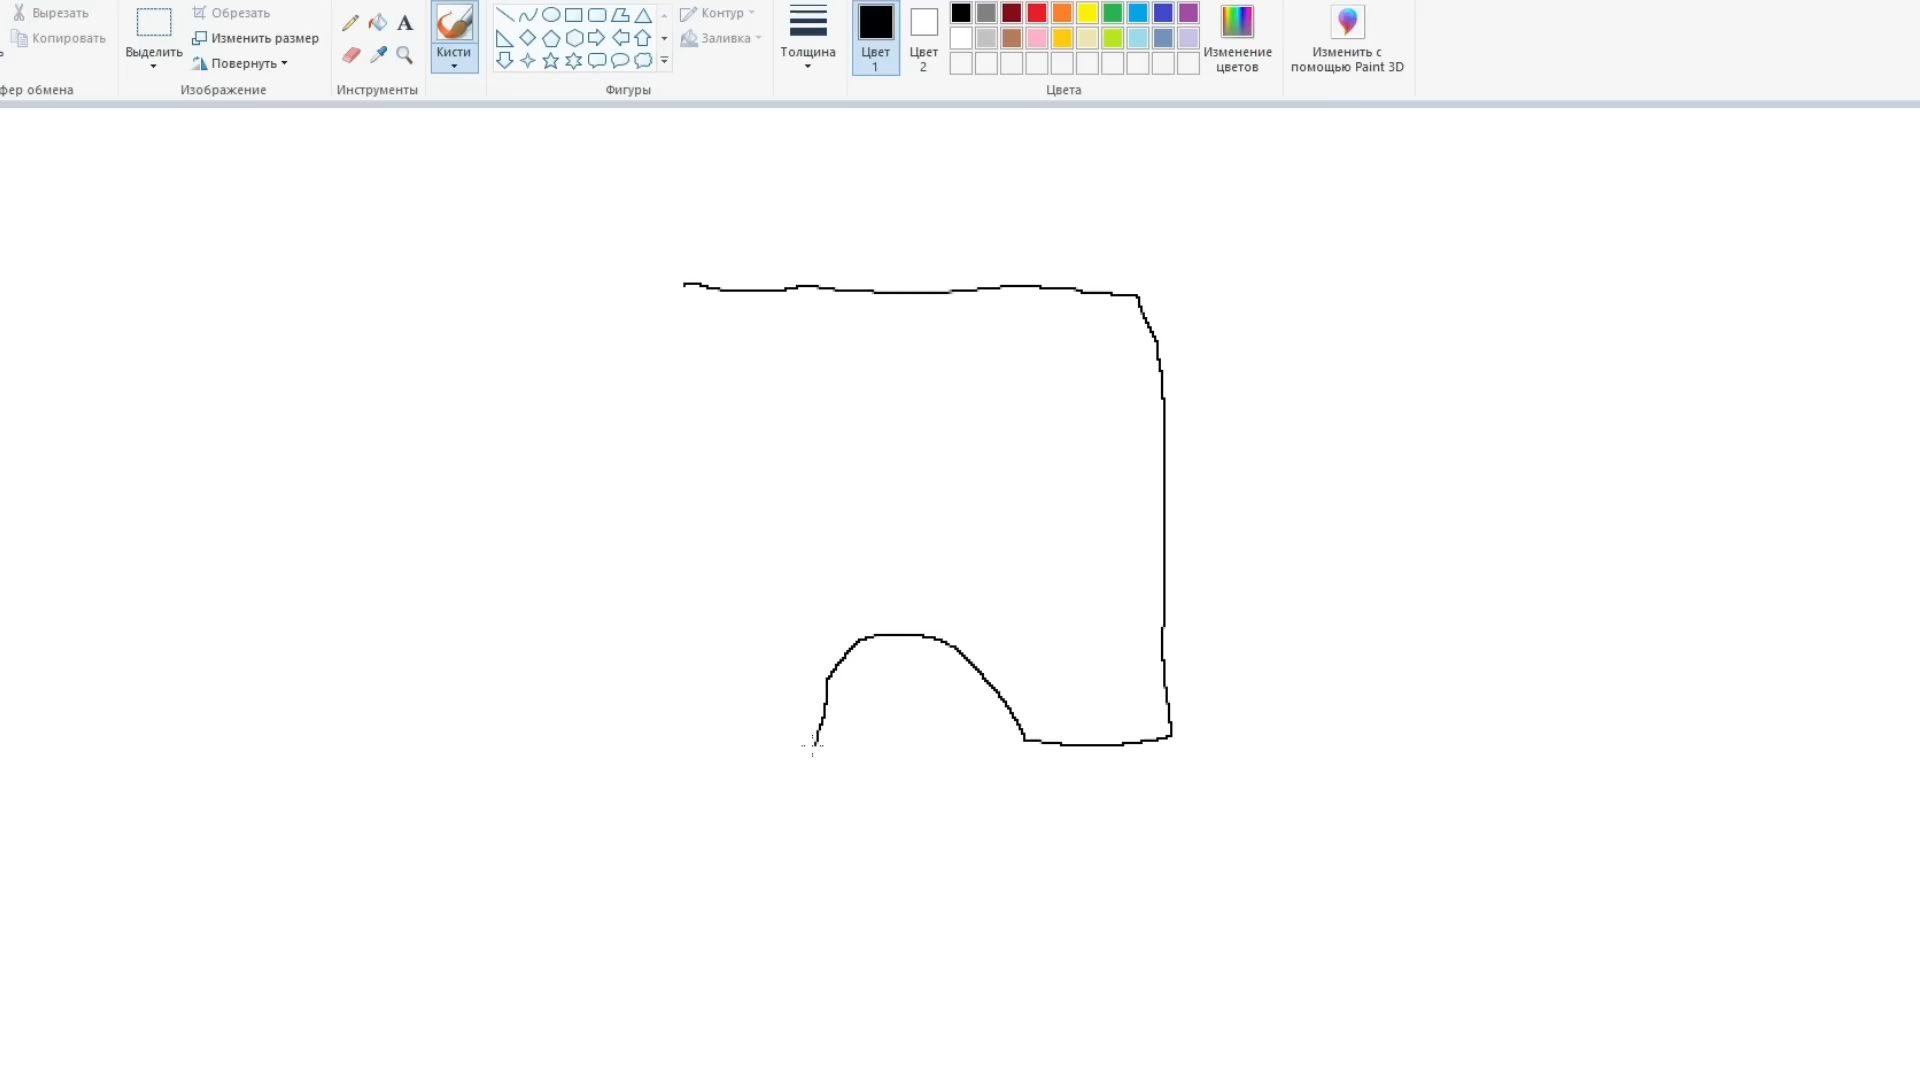 Вырезать
Копировать
фер обмена
Выделить
Обрезать
Изменить размер
Повернуть
Изображение
A
Инструменты
Кисти
Контур
Заливка
Фигуры
Толщина
Цвет
1
Цвет
2
Цвета
Изменение
цветов
Изменить с
помощью Paint 3D